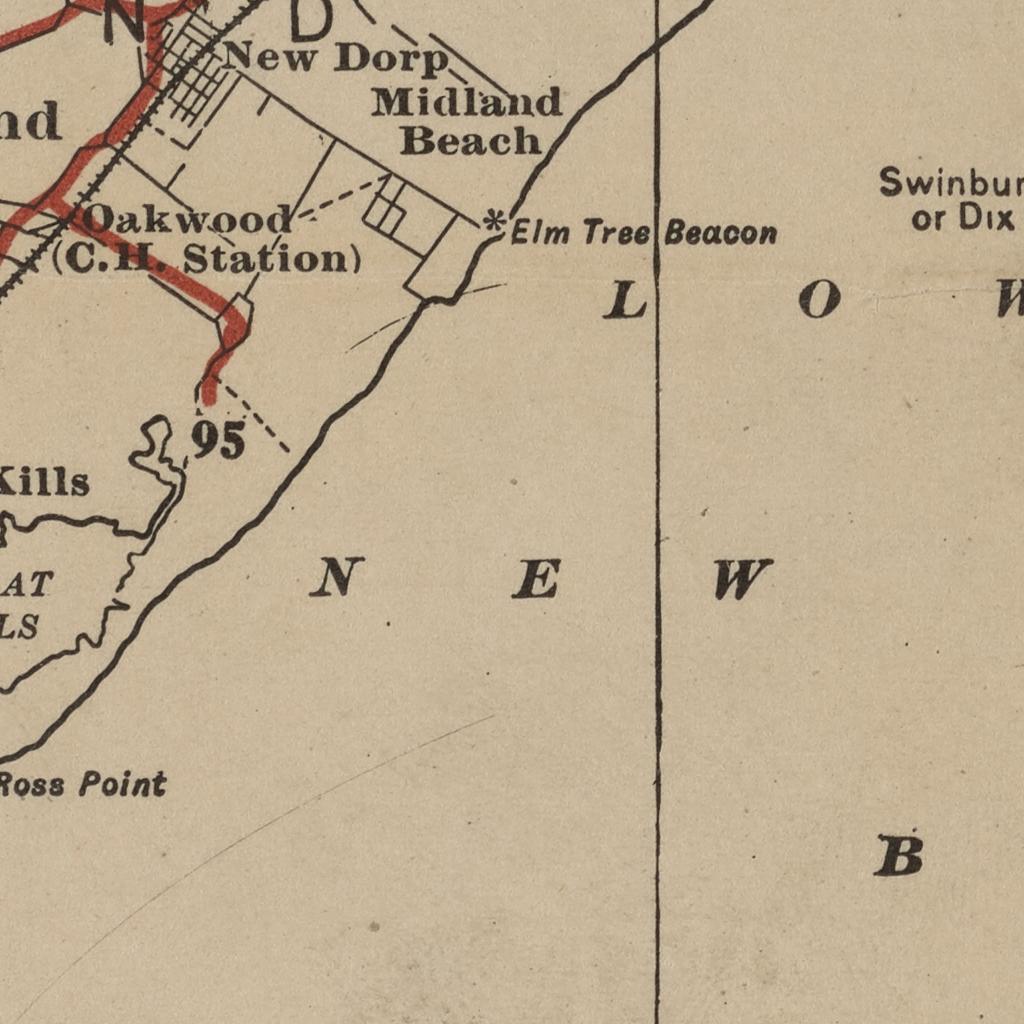 N D
New Dorp
Midland
Beach
nd
Swinbur
or Dix
Oakwood
(C.H. Station)
Elm Tree Beacon
L O W
95
Kills
AT
LS
N E W
Ross Point
B